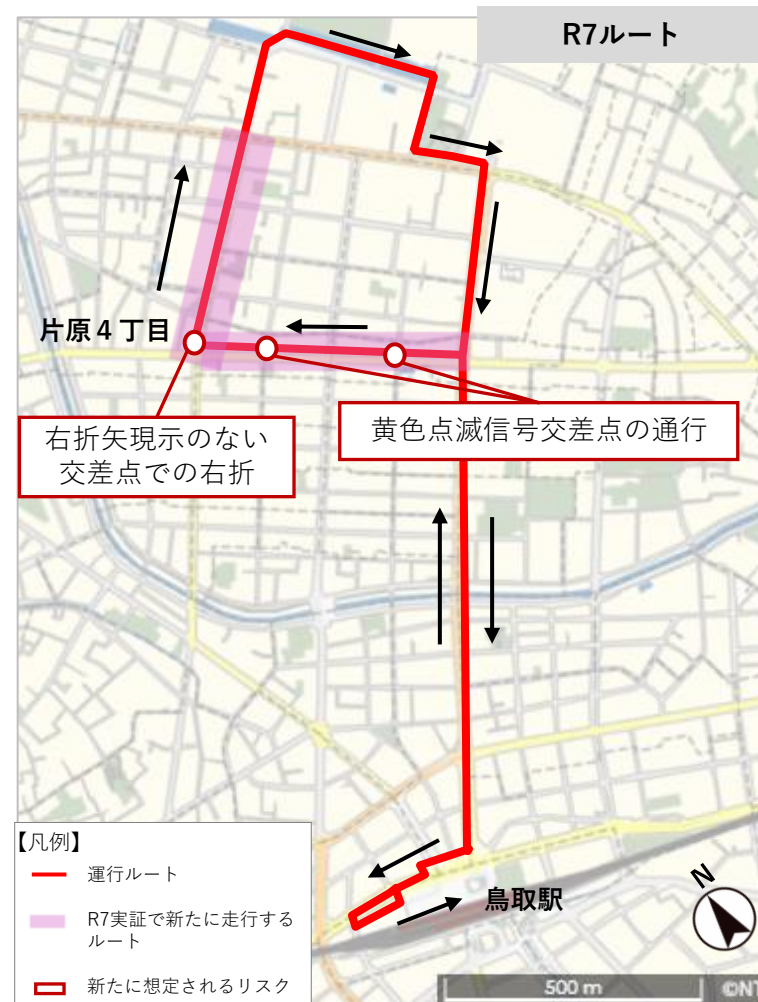 R7ルート
片原４丁目
右折矢現示のない
交差点での右折
黄色点滅信号交差点の通行
鳥取駅
N
【凡例】
運行ルート
R7実証で新たに走行する
ルート
新たに想定されるリスク
500 m
©NT